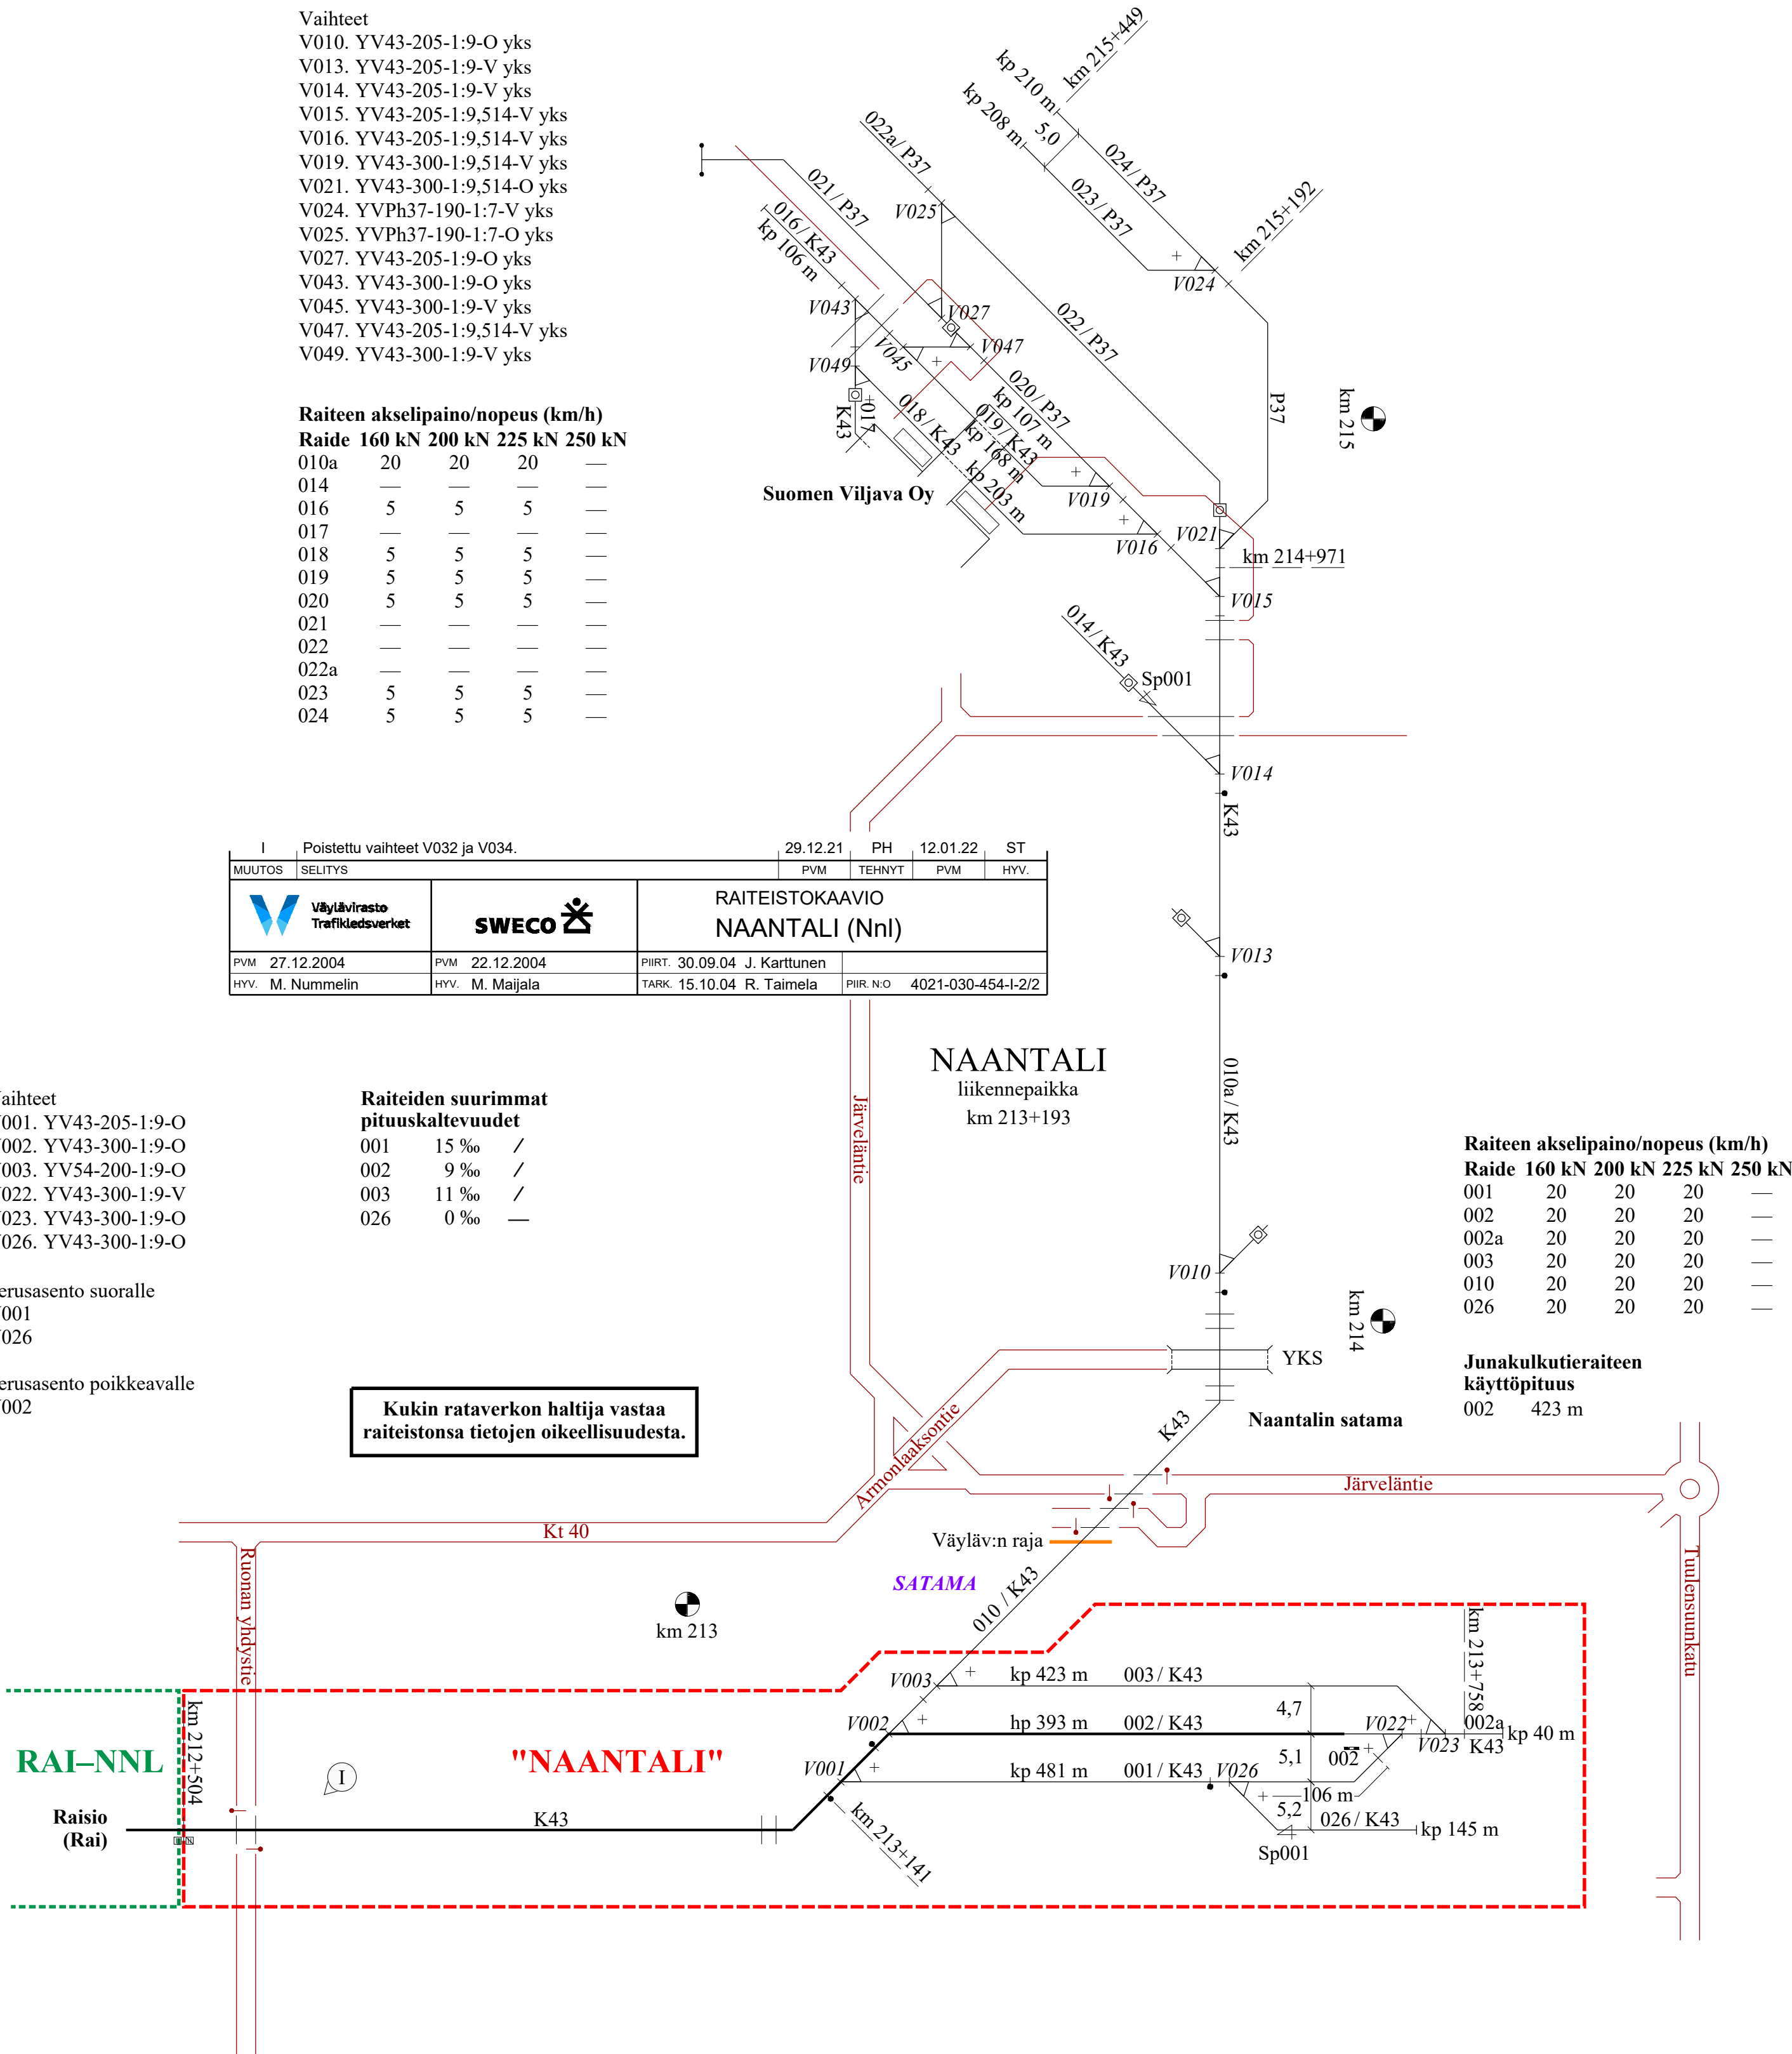 Vaihteet
V010. YV43-205-1:9-O yks
V013. YV43-205-1:9-V yks
V014. YV43-205-1:9-V yks
V015. YV43-205-1:9,514-V yks
V016. YV43-205-1:9,514-V yks
V019. YV43-300-1:9,514-V yks
V021. YV43-300-1:9,514-O yks
V024. YVPh37-190-1:7-V yks
V025. YVPh37-190-1:7-O yks
V027. YV43-205-1:9-O yks
V043. YV43-300-1:9-O yks
V045. YV43-300-1:9-V yks
V047. YV43-205-1:9,514-V yks
V049. YV43-300-1:9-V yks
Raiteen akselipaino/nopeus (km/h)
Raide 160 kN 200 kN 225 kN 250 kN
010a 20 20 20 —
014 — — — —
016 5 5 5 —
017 — — — —
018 5 5 5 —
019 5 5 5 —
020 5 5 5 —
021 — — — —
022 — — — —
022a — — — —
023 5 5 5 —
024 5 5 5 —
km 215+449
kp 210 m
kp 208 m
5,0
024 / P37
023 / P37
km 215+192
V024
022a / P37
021 / P37
V025
016 / K43
kp 106 m
V043
V027
022 / P37
V045
V047
V049
020 / P37
kp 107 m
+017
K43
018 / K43
019 / K43
kp 168 m
kp 203 m
P37
km 215
Suomen Viljava Oy
V019
V016
V021
km 214+971
V015
014 / K43
Sp001
V014
K43
I Poistettu vaihteet V032 ja V034. 29.12.21 PH 12.01.22 ST
MUUTOS SELITYS PVM TEHNYT PVM HYV.
Väylävirasto
Trafikledsverket
SWECO
RAITEISTOKAAVIO
NAANTALI (Nnl)
PVM 27.12.2004 PVM 22.12.2004 PIIRT. 30.09.04 J. Karttunen
HYV. M. Nummelin HYV. M. Maijala TARK. 15.10.04 R. Taimela PIIR. N:O 4021-030-454-I-2/2
V013
NAANTALI
liikennepaikka
km 213+193
010a / K43
Järveläntie
aihteet
001. YV43-205-1:9-O
002. YV43-300-1:9-O
003. YV54-200-1:9-O
022. YV43-300-1:9-V
023. YV43-300-1:9-O
026. YV43-300-1:9-O
erusasento suoralle
001
026
erusasento poikkeavalle
002
Raiteiden suurimmat
pituuskaltevuudet
001 15 ‰ /
002 9 ‰ /
003 11 ‰ /
026 0 ‰ —
Raiteen akselipaino/nopeus (km/h)
Raide 160 kN 200 kN 225 kN 250 kN
001 20 20 20 —
002 20 20 20 —
002a 20 20 20 —
003 20 20 20 —
010 20 20 20 —
026 20 20 20 —
Junakulkutieraiteen
käyttöpituus
002 423 m
V010
km 214
YKS
Naantalin satama
K43
Kukin rataverkon haltija vastaa
raiteistonsa tietojen oikeellisuudesta.
Armonlaaksontie
Järveläntie
Kt 40
Väyläv:n raja
Ruonan yhdystie
Tuulensuunkatu
SATAMA
010 / K43
km 213
km 213+758
V003
kp 423 m 003 / K43
4,7
V002
hp 393 m 002 / K43
V022
002a
kp 40 m
V023
K43
5,1
002
RAI–NNL
km 212+504
"NAANTALI"
I
V001
kp 481 m 001 / K43
V026
106 m
5,2
026 / K43
kp 145 m
Sp001
Raisio
(Rai)
K43
km 213+141